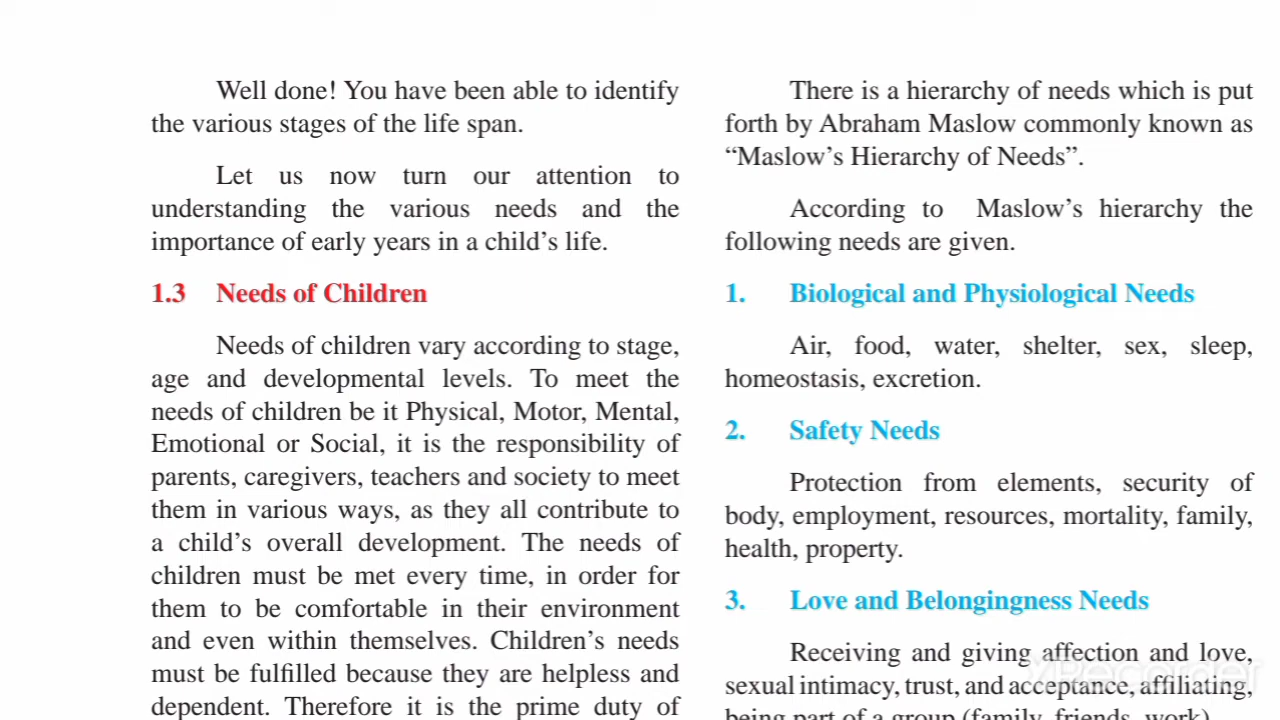 Well done! You have been able to identify
the various stages of the life span.
Let us now turn our attention to
understanding the various needs and the
importance of early years in a child’s life.
1.3 Needs of Children
Needs of children vary according to stage,
age and developmental levels. To meet the
needs of children be it Physical, Motor, Mental,
Emotional or Social, it is the responsibility of
parents, caregivers, teachers and society to meet
them in various ways, as they all contribute to
a child’s overall development. The needs of
children must be met every time, in order for
them to be comfortable in their environment
and even within themselves. Children’s needs
must be fulfilled because they are helpless and
dependent. Therefore it is the prime duty of
There is a hierarchy of needs which is put
forth by Abraham Maslow commonly known as
“Maslow’s Hierarchy of Needs”.
According to Maslow’s hierarchy the
following needs are given.
1. Biological and Physiological Needs
Air, food, water, shelter, sex, sleep,
homeostasis, excretion.
2. Safety Needs
Protection from elements, security of
body, employment, resources, mortality, family,
health, property.
3. Love and Belongingness Needs
Receiving and giving affection and love,
sexual intimacy, trust, and acceptance, affiliating,
being part of a group (family, friends, work)
XRecorder